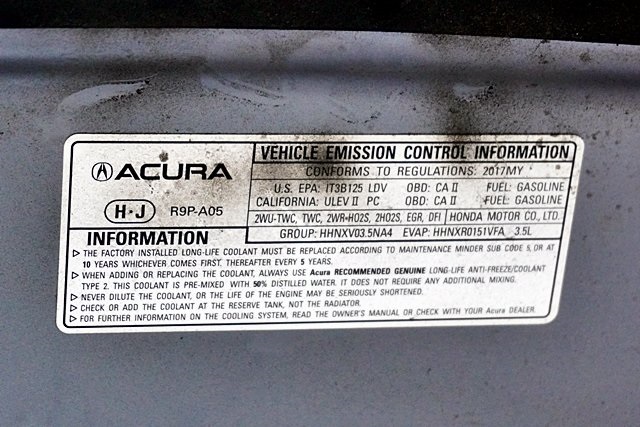 ACURA
H·J R9P-A05
VEHICLE EMISSION CONTROL INFORMATION
CONFORMS TO REGULATIONS: 2017MY
U.S. EPA: IT3B125 LDV OBD: CA II FUEL: GASOLINE
CALIFORNIA: ULEV II PC OBD: CA II FUEL: GASOLINE
2WU-TWC, TWC, 2WR-HO2S, 2HO2S, EGR, DFI HONDA MOTOR CO., LTD.
GROUP: HHNXV03.5NA4 EVAP: HHNXR0151VFA 3.5L
INFORMATION
▷ THE FACTORY INSTALLED LONG-LIFE COOLANT MUST BE REPLACED ACCORDING TO MAINTENANCE MINDER SUB CODE 5, OR AT
10 YEARS WHICHEVER COMES FIRST. THEREAFTER EVERY 5 YEARS.
▷ WHEN ADDING OR REPLACING THE COOLANT, ALWAYS USE Acura RECOMMENDED GENUINE LONG-LIFE ANTI-FREEZE/COOLANT
TYPE 2. THIS COOLANT IS PRE-MIXED WITH 50% DISTILLED WATER. IT DOES NOT REQUIRE ANY ADDITIONAL MIXING.
▷ NEVER DILUTE THE COOLANT, OR THE LIFE OF THE ENGINE MAY BE SERIOUSLY SHORTENED.
▷ CHECK OR ADD THE COOLANT AT THE RESERVE TANK, NOT THE RADIATOR.
▷ FOR FURTHER INFORMATION ON THE COOLING SYSTEM, READ THE OWNER'S MANUAL OR CHECK WITH YOUR Acura DEALER.